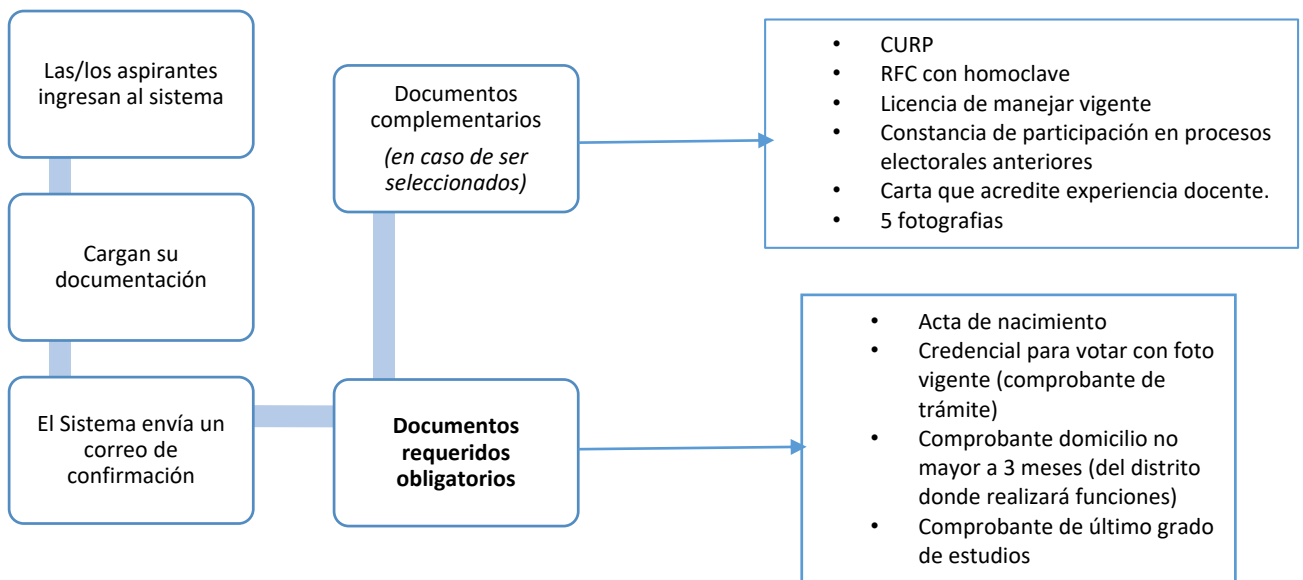 Las/los aspirantes
ingresan al sistema
Cargan su
documentación
El Sistema envía un
correo de
confirmación
Documentos
requeridos
obligatorios
Documentos
complementarios
(en caso de ser
seleccionados)
• CURP
• RFC con homoclave
• Licencia de manejar vigente
• Constancia de participación en procesos
electorales anteriores
• Carta que acredite experiencia docente.
• 5 fotografias
• Acta de nacimiento
• Credencial para votar con foto
vigente (comprobante de
trámite)
• Comprobante domicilio no
mayor a 3 meses (del distrito
donde realizará funciones)
• Comprobante de último grado
de estudios